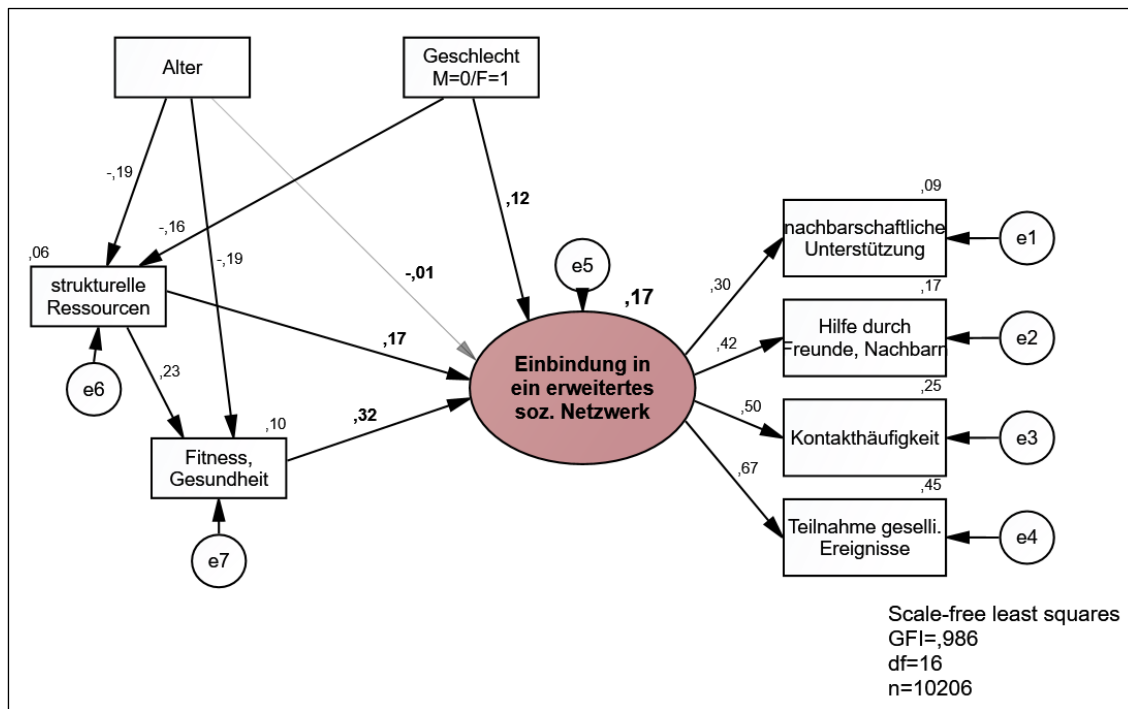 Alter
Geschlecht
M=0/F=1
-,19
-,16
-,19
,12
-,01
,06
strukturelle
Ressourcen
e6
,23
,17
,32
,10
Fitness,
Gesundheit
e7
e5
,17
Einbindung in
ein erweitertes
soz. Netzwerk
,30
,42
,50
,67
,09
nachbarschaftliche
Unterstützung
e1
,17
Hilfe durch
Freunde, Nachbarn
e2
,25
Kontakthäufigkeit
e3
,45
Teilnahme geselli.
Ereignisse
e4
Scale-free least squares
GFI=,986
df=16
n=10206